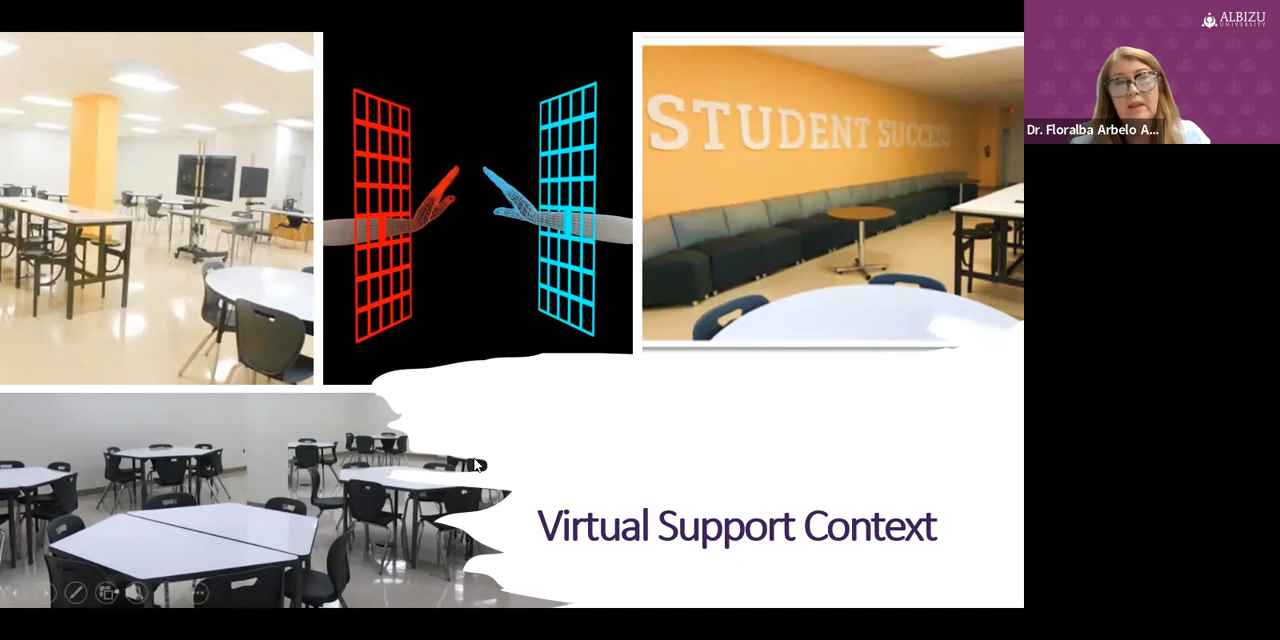 STUDENT SUCCESS
Virtual Support Context
ALBIZU
UNIVERSITY
Dr. Floralba Arbelo A...